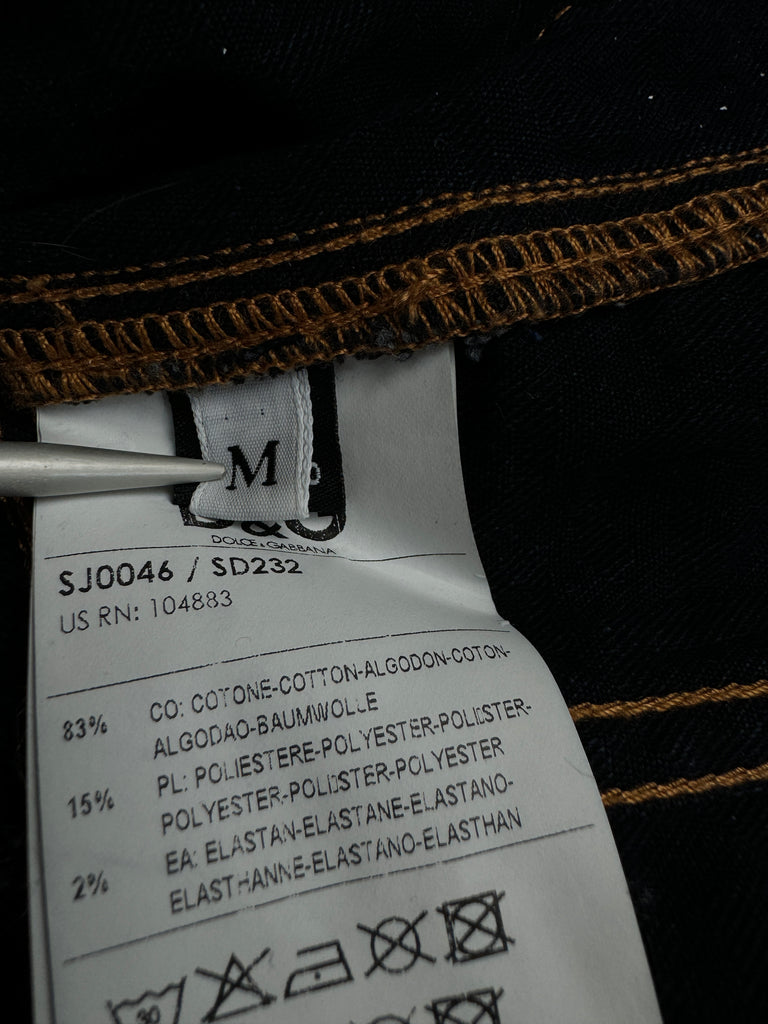 M
D&G
DOLCE & GABBANA
SJ0046 / SD232
US RN: 104883
83% CO: COTONE-COTTON-ALGODON-COTON-
ALGODAO-BAUMWOLLE
15% PL: POLIESTERE-POLYESTER-POLIESTER-
POLYESTER-POLIISTER-POLYESTER
2% EA: ELASTAN-ELASTANE-ELASTANO-
ELASTHANNE-ELASTANO-ELASTHAN
30